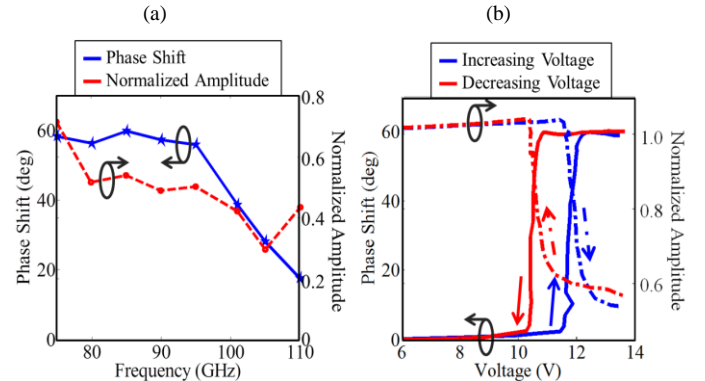 (a)
(b)
Phase Shift
Normalized Amplitude
Increasing Voltage
Decreasing Voltage
Phase Shift (deg)
60
40
20
0
80
90
100
110
Frequency (GHz)
0.8
0.6
0.4
0.2
0
Normalized Amplitude
Phase Shift (deg)
60
40
20
0
6
8
10
12
14
Voltage (V)
1.0
0.8
0.6
Normalized Amplitude